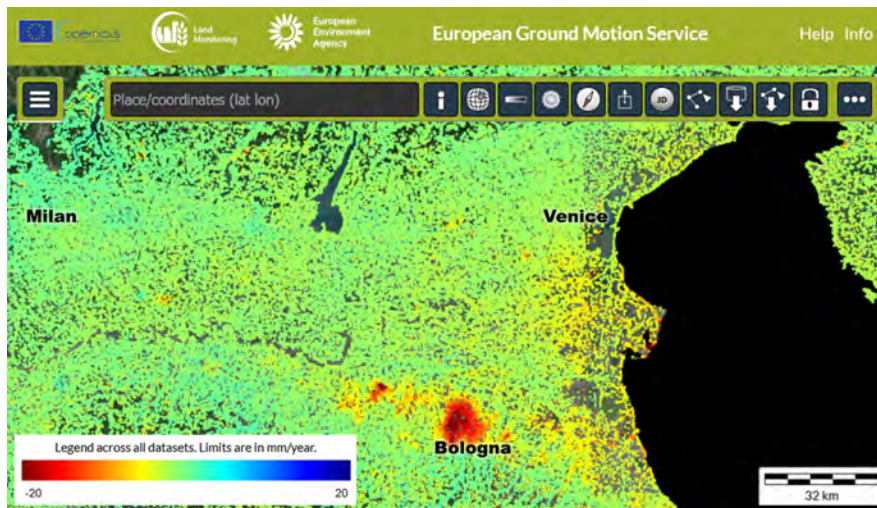 Copernicus
Land
Monitoring
European
Environment
Agency
European Ground Motion Service
Help Info
Place/coordinates (lat lon)
3D
Milan
Venice
Legend across all datasets. Limits are in mm/year.
-20
20
Bologna
32 km